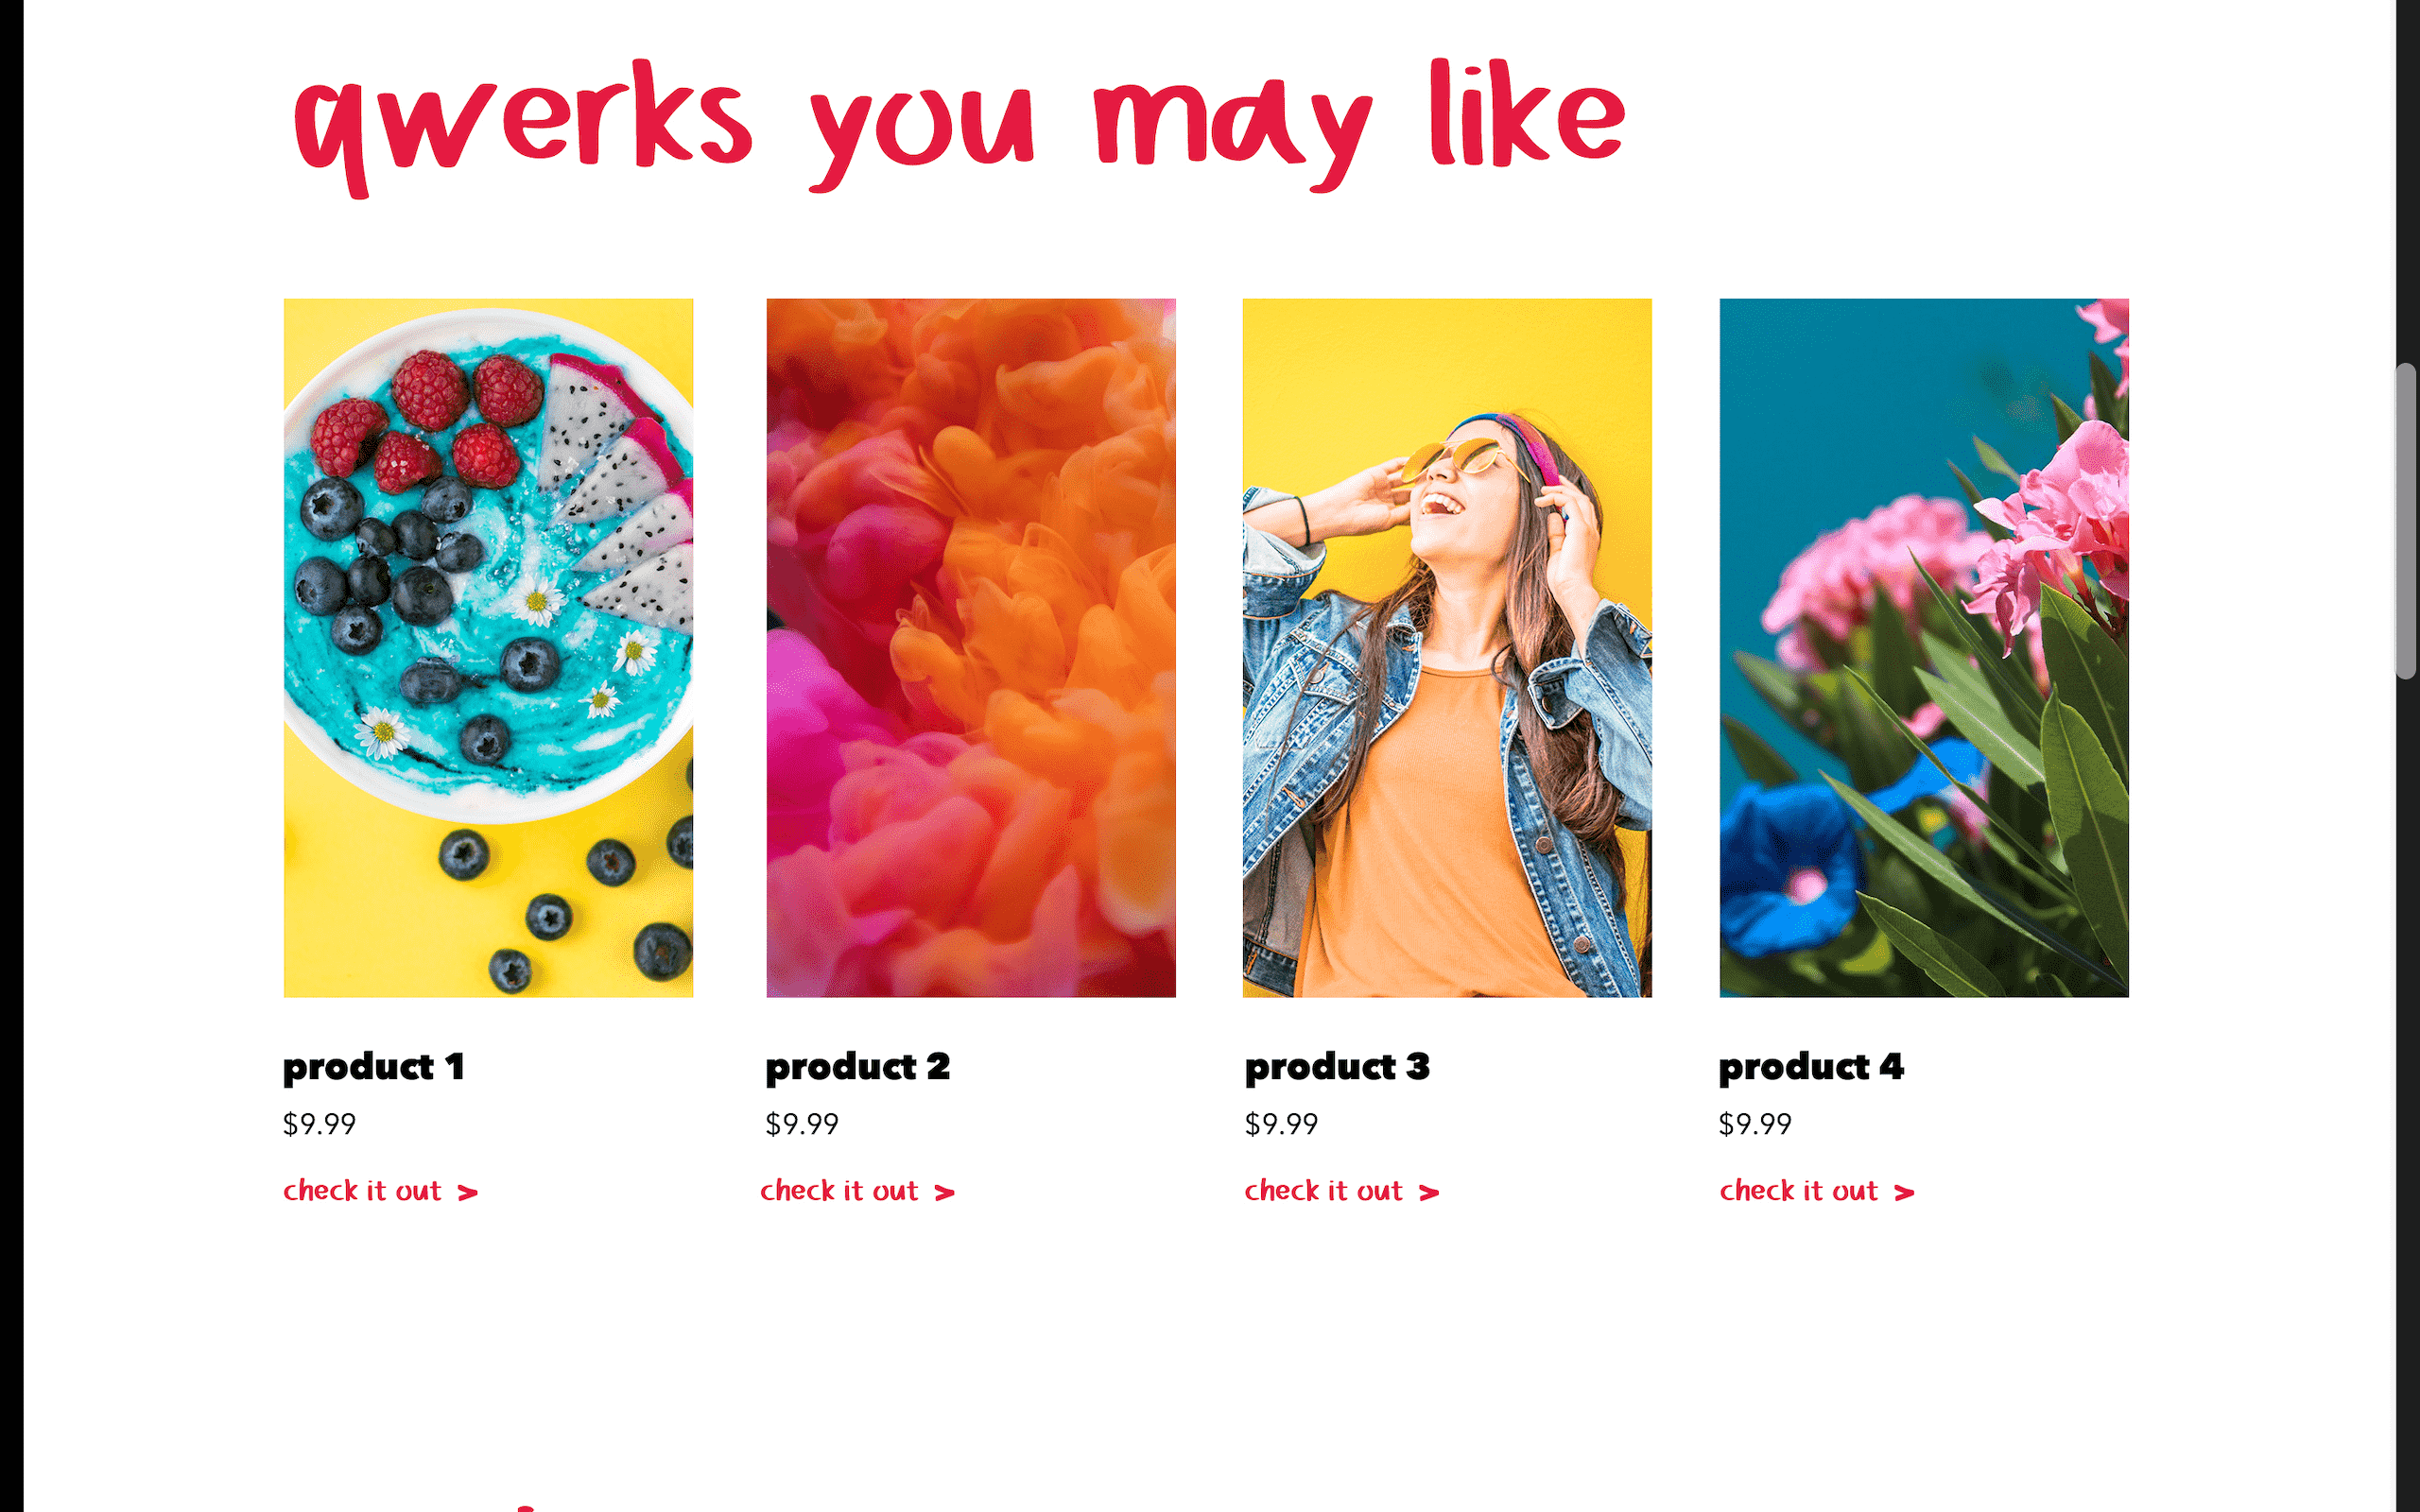 qwerks you may like
product 1
$9.99
check it out >
product 2
$9.99
check it out >
product 3
$9.99
check it out >
product 4
$9.99
check it out >